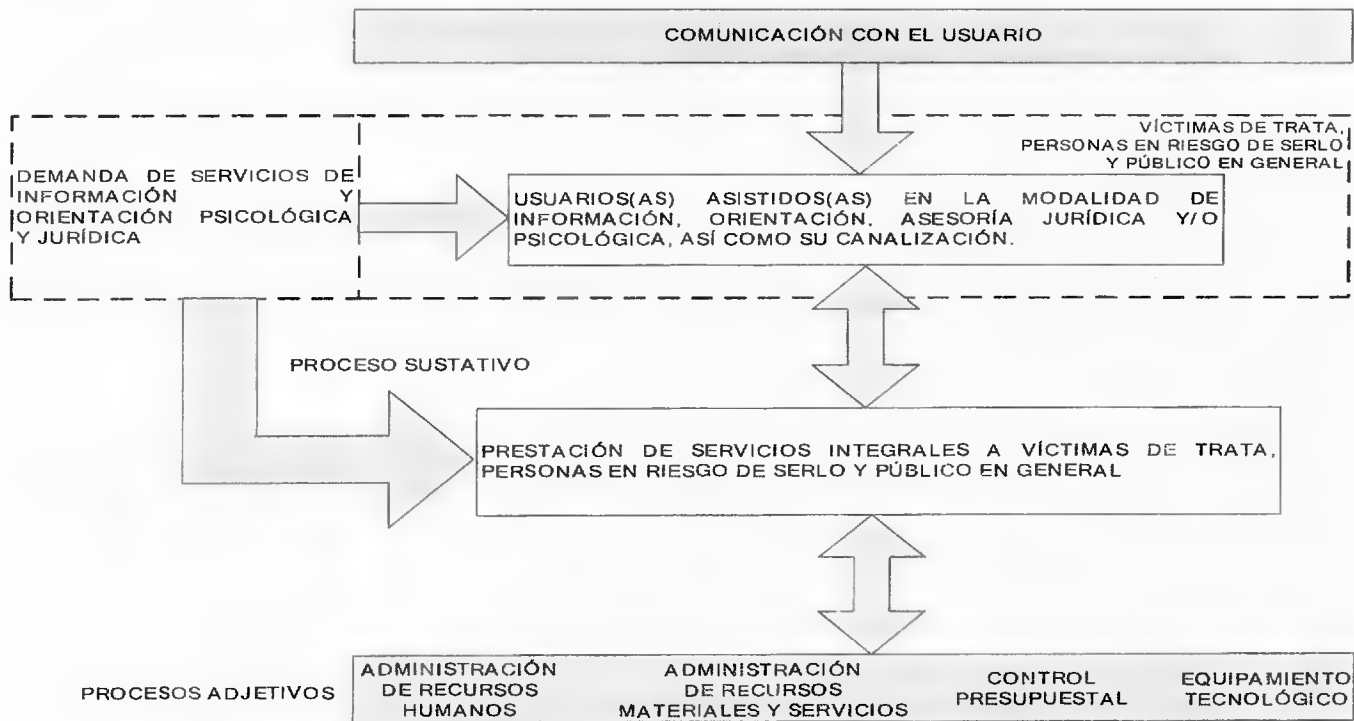 COMUNICACIÓN CON EL USUARIO
VÍCTIMAS DE TRATA,
PERSONAS EN RIESGO DE SERLO
Y PÚBLICO EN GENERAL
DEMANDA DE SERVICIOS DE
INFORMACIÓN Y
ORIENTACIÓN PSICOLÓGICA
Y JURÍDICA
USUARIOS(AS) ASISTIDOS(AS) EN LA MODALIDAD DE
INFORMACIÓN, ORIENTACIÓN, ASESORÍA JURÍDICA Y/O
PSICOLÓGICA, ASÍ COMO SU CANALIZACIÓN.
PROCESO SUSTATIVO
PRESTACIÓN DE SERVICIOS INTEGRALES A VÍCTIMAS DE TRATA,
PERSONAS EN RIESGO DE SERLO Y PÚBLICO EN GENERAL
PROCESOS ADJETIVOS
ADMINISTRACIÓN
DE RECURSOS
HUMANOS
ADMINISTRACIÓN
DE RECURSOS
MATERIALES Y SERVICIOS
CONTROL
PRESUPUESTAL
EQUIPAMIENTO
TECNOLÓGICO